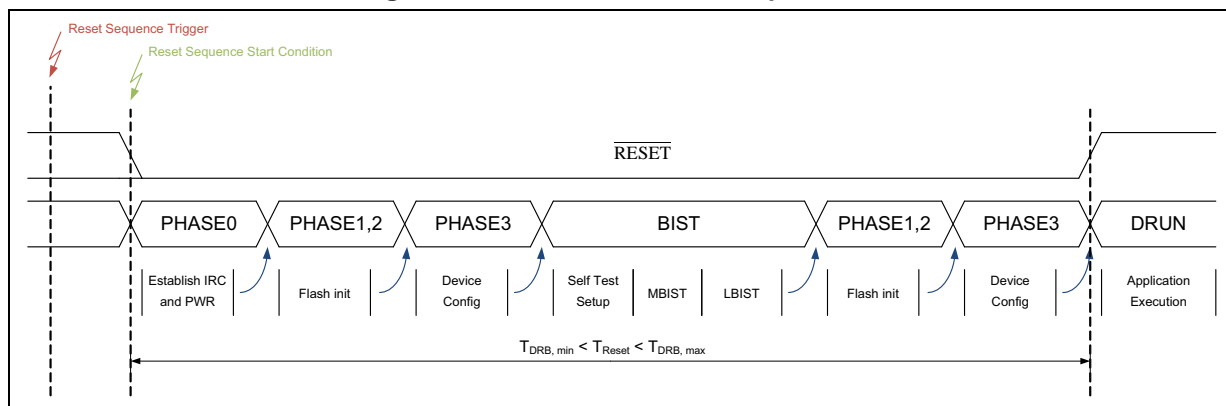 Reset Sequence Trigger
Reset Sequence Start Condition
RESET
PHASE0 PHASE1,2 PHASE3 BIST PHASE1,2 PHASE3 DRUN
Establish IRC
and PWR
Flash init
Device
Config
Self Test
Setup
MBIST
LBIST
Flash init
Device
Config
Application
Execution
TDRB, min < TReset < TDRB, max